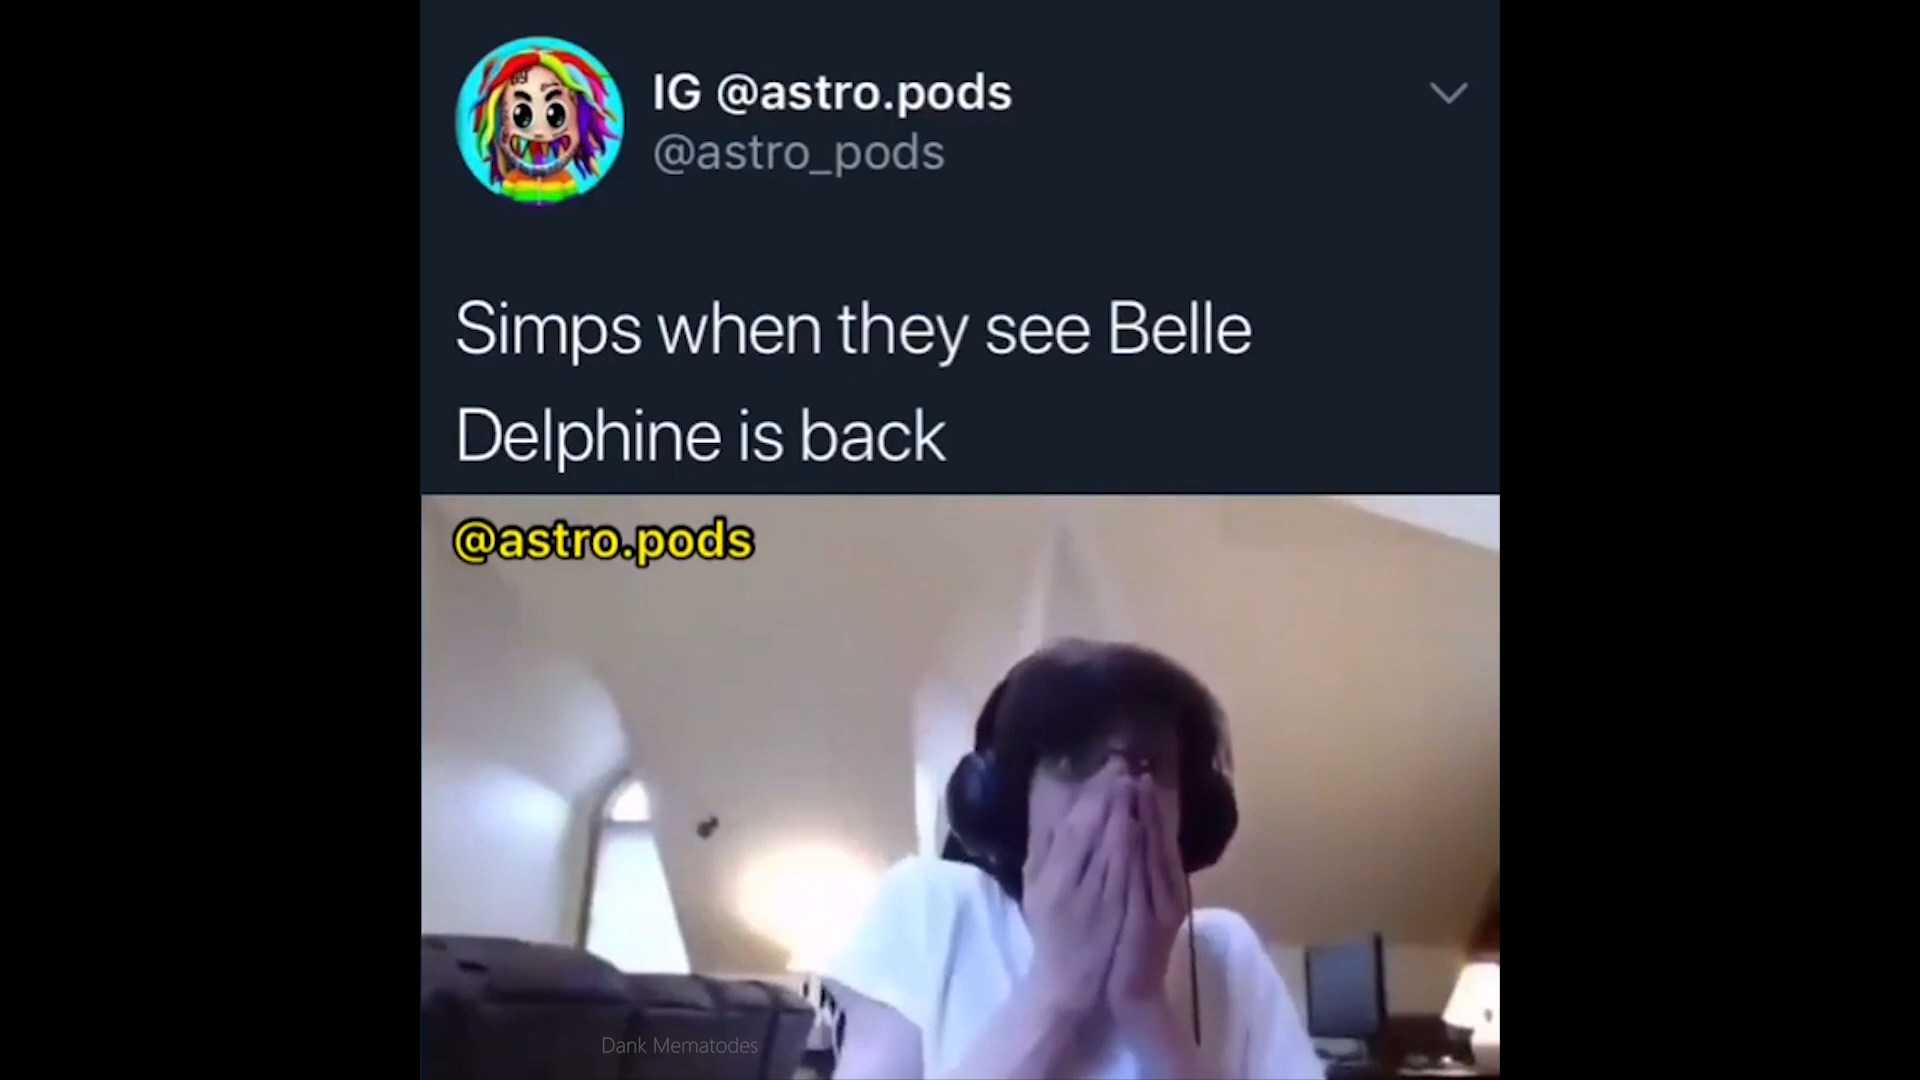 IG @astro.pods
@astro_pods
Simps when they see Belle
Delphine is back
@astro.pods
Dank Mematodes